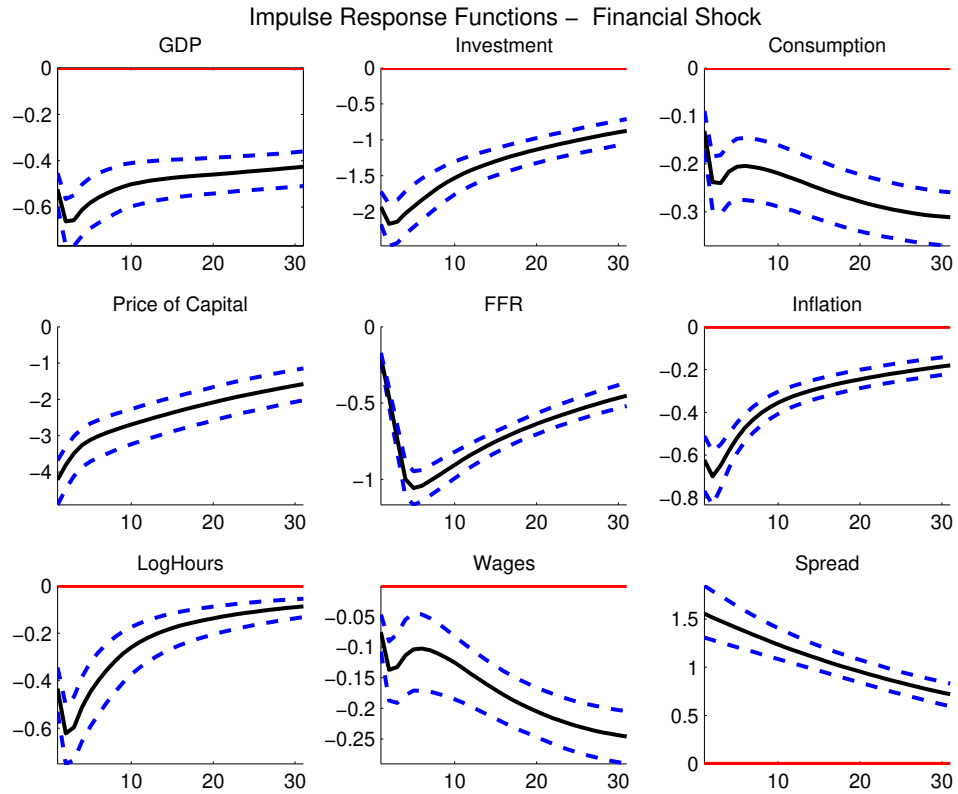 Impulse Response Functions − Financial Shock
GDP
0
−0.2
−0.4
−0.6
10 20 30
Investment
0
−0.5
−1
−1.5
−2
10 20 30
Consumption
0
−0.1
−0.2
−0.3
10 20 30
Price of Capital
0
−1
−2
−3
−4
10 20 30
FFR
0
−0.5
−1
10 20 30
Inflation
0
−0.2
−0.4
−0.6
−0.8
10 20 30
LogHours
0
−0.2
−0.4
−0.6
10 20 30
Wages
−0.05
−0.1
−0.15
−0.2
−0.25
10 20 30
Spread
1.5
1
0.5
0
10 20 30